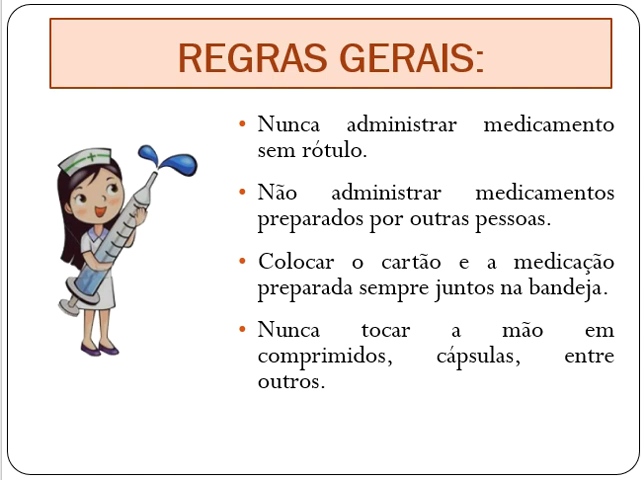 REGRAS GERAIS:
• Nunca administrar medicamento
sem rótulo.
• Não administrar medicamentos
preparados por outras pessoas.
• Colocar o cartão e a medicação
preparada sempre juntos na bandeja.
• Nunca tocar a mão em
comprimidos, cápsulas, entre
outros.